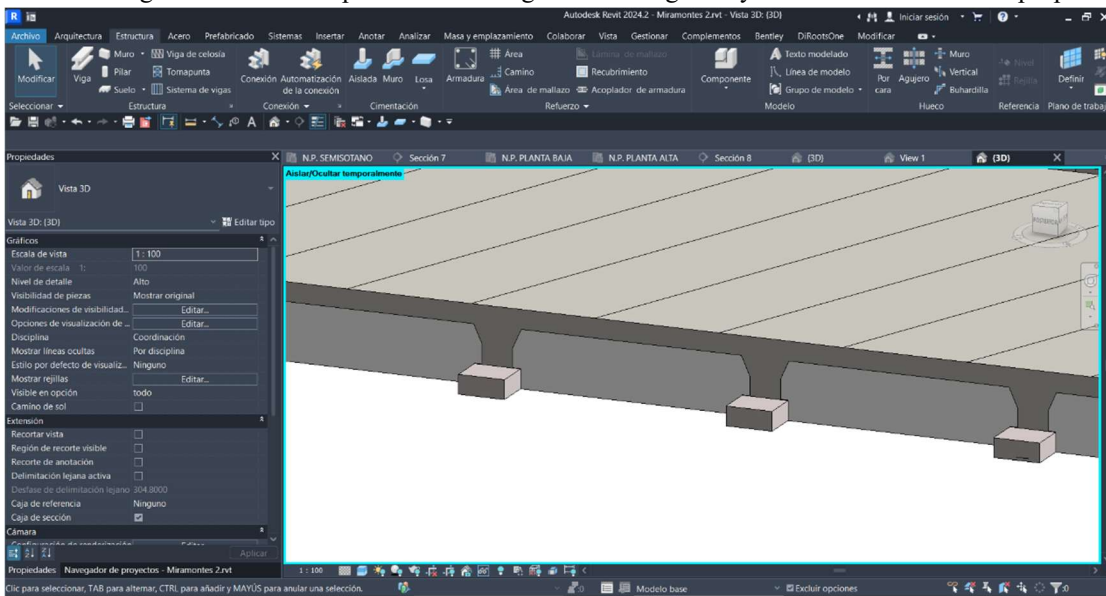 Autodesk Revit 2024.2 - Miramontes 2.rvt - Vista 3D: {3D}
Iniciar sesión
Archivo Arquitectura Estructura Acero Prefabricado Sistemas Insertar Anotar Analizar Masa y emplazamiento Colaborar Vista Gestionar Complementos Bentley DiRootsOne Modificar
Modificar
Viga
Muro
Pilar
Suelo
Viga de celosía
Tornapunta
Sistema de vigas
Conexión
Automatización de la conexión
Aislada
Muro
Losa
Armadura
Área
Camino
Área de mallazo
Lámina de mallazo
Recubrimiento
Acoplador de armadura
Componente
Texto modelado
Línea de modelo
Grupo de modelo
Por cara
Agujero
Muro
Vertical
Buhardilla
Nivel
Rejilla
Definir
Seleccionar Estructura Conexión Cimentación Refuerzo Modelo Hueco Referencia Plano de trabaj
Propiedades
N.P. SEMISOTANO Sección 7 N.P. PLANTA BAJA N.P. PLANTA ALTA Sección 8 {3D} View 1 {3D}
Aislar/Ocultar temporalmente
Vista 3D
Vista 3D: {3D} Editar tipo
Gráficos
Escala de vista 1 : 100
Valor de escala 1: 100
Nivel de detalle Alto
Visibilidad de piezas Mostrar original
Modificaciones de visibilidad... Editar...
Opciones de visualización de ... Editar...
Disciplina Coordinación
Mostrar líneas ocultas Por disciplina
Estilo por defecto de visualiz... Ninguno
Mostrar rejillas Editar...
Visible en opción todo
Camino de sol
Extensión
Recortar vista
Región de recorte visible
Recorte de anotación
Delimitación lejana activa
Desfase de delimitación lejano 304.8000
Caja de referencia Ninguno
Caja de sección
Cámara
Aplicar
Propiedades Navegador de proyectos - Miramontes 2.rvt
1 : 100
Clic para seleccionar, TAB para alternar, CTRL para añadir y MAYÚS para anular una selección.
:0
Modelo base
Excluir opciones
:0